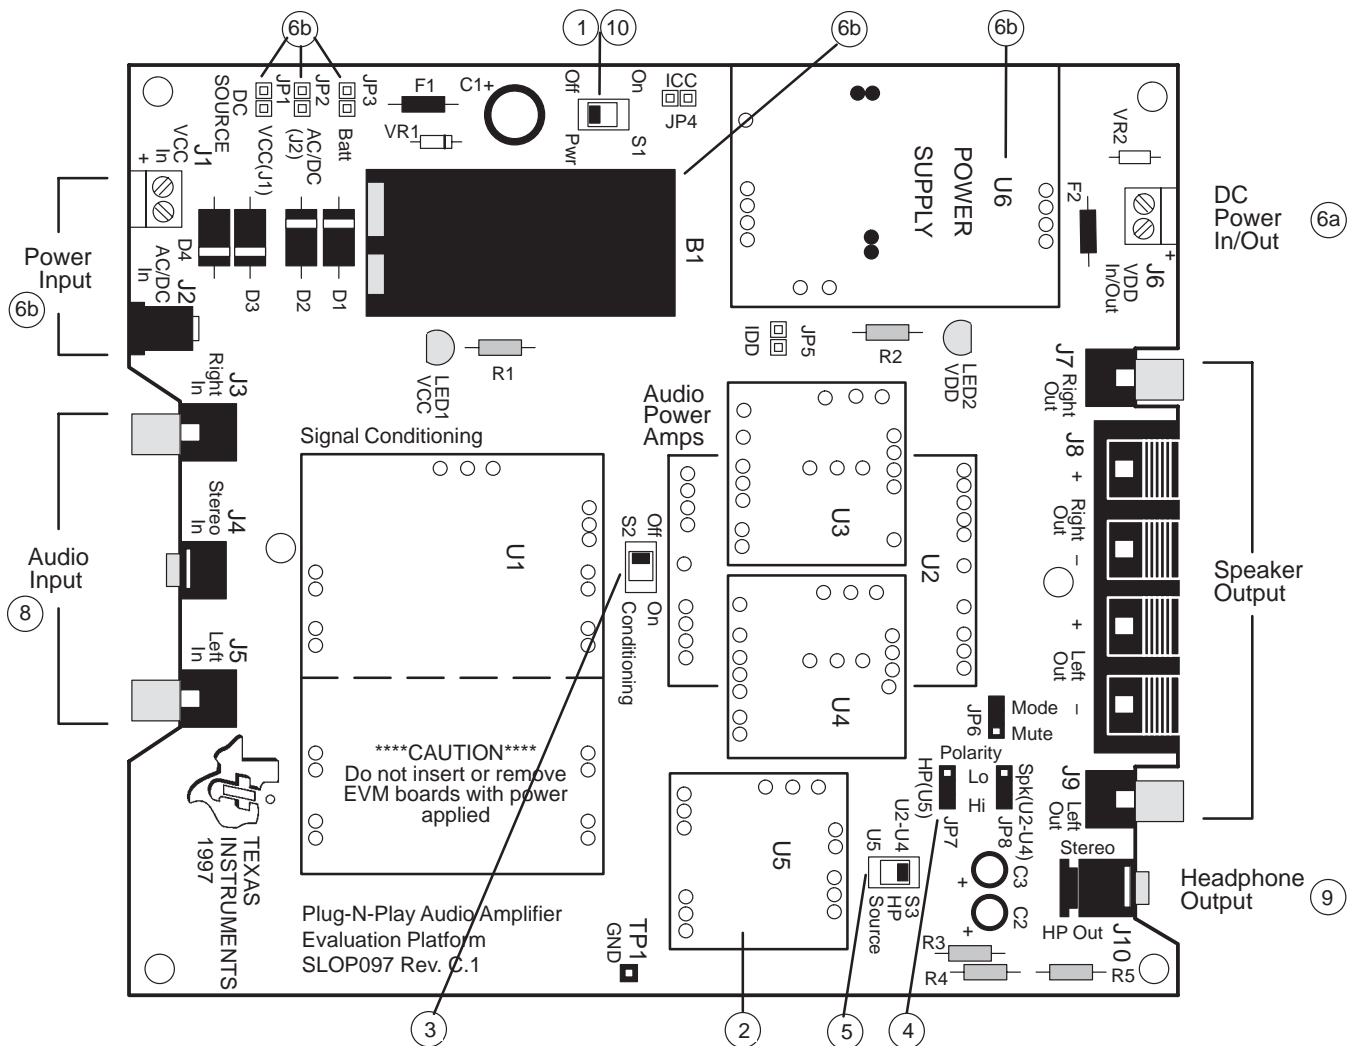 6b
1
10
6b
6b
DC
SOURCE
JP1
VCC(J1)
JP2
AC/DC
(J2)
JP3
Batt
F1
VR1
C1+
Off
On
Pwr
S1
ICC
JP4
U6
POWER
SUPPLY
VR2
F2
DC
Power
In/Out
6a
J6
VDD
In/Out
+
J1
VCC
In
+
Power
Input
6b
D4
AC/DC
In
J2
D3
D2
D1
B1
LED1
VCC
R1
IDD
JP5
R2
LED2
VDD
J3
Right
In
J7
Right
Out
Audio
Power
Amps
Signal Conditioning
J4
Stereo
In
Audio
Input
8
J5
Left
In
U1
S2
Off
On
Conditioning
U3
U2
U4
J8
+
Right
Out
–
+
Left
Out
–
Speaker
Output
JP6
Mode
Mute
Polarity
HP(U5)
Lo
Hi
JP7
Spk(U2-U4)
JP8
J9
Left
Out
****CAUTION****
Do not insert or remove
EVM boards with power
applied
TEXAS
INSTRUMENTS
1997
U5
U5
U2-U4
S3
HP
Source
+
C3
C2
+
Stereo
HP Out
J10
Headphone
Output
9
R3
R4
R5
Plug-N-Play Audio Amplifier
Evaluation Platform
SLOP097 Rev. C.1
TP1
GND
3
2
5
4